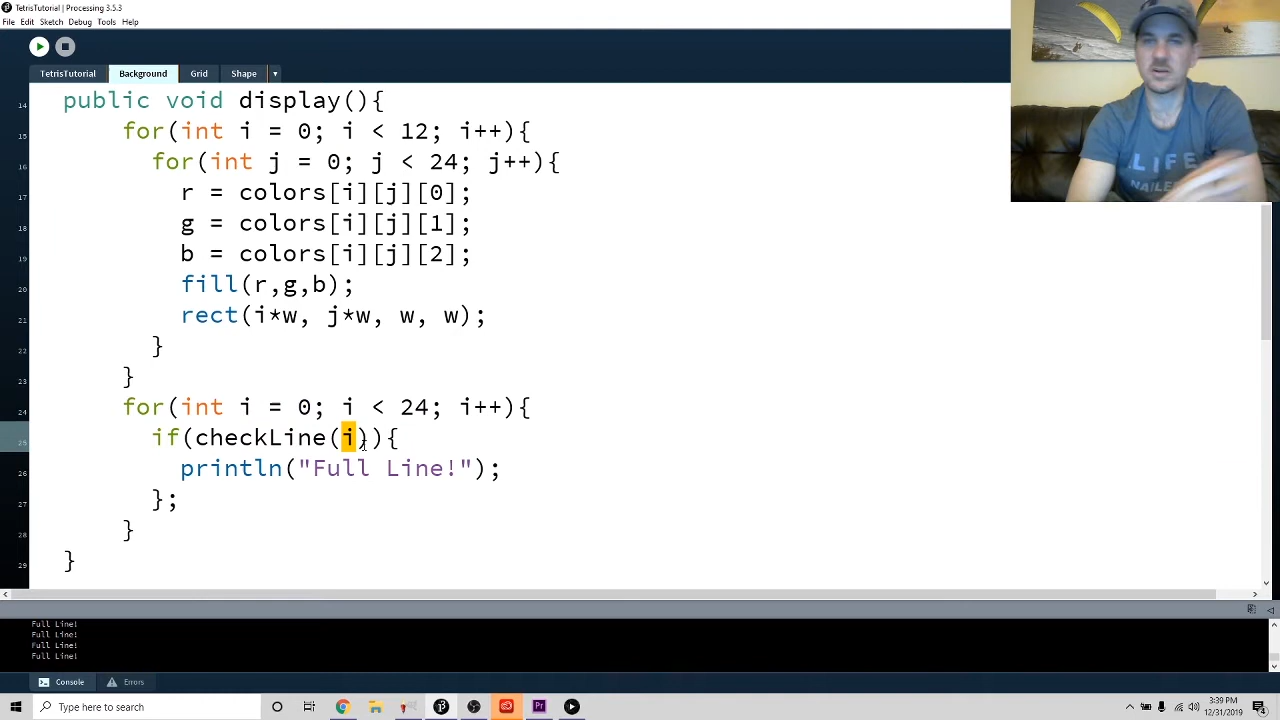 TetrisTutorial | Processing 3.5.3
File Edit Sketch Debug Tools Help
TetrisTutorial Background Grid Shape
14 public void display(){
15 for(int i = 0; i < 12; i++){
16 for(int j = 0; j < 24; j++){
17 r = colors[i][j][0];
18 g = colors[i][j][1];
19 b = colors[i][j][2];
20 fill(r,g,b);
21 rect(i*w, j*w, w, w);
22 }
23 }
24 for(int i = 0; i < 24; i++){
25 if(checkLine(i)){
26 println("Full Line!");
27 };
28 }
29 }
LIFE
NAILED
Full Line!
Full Line!
Full Line!
Full Line!
Console Errors
Type here to search
3:39 PM
12/31/2019